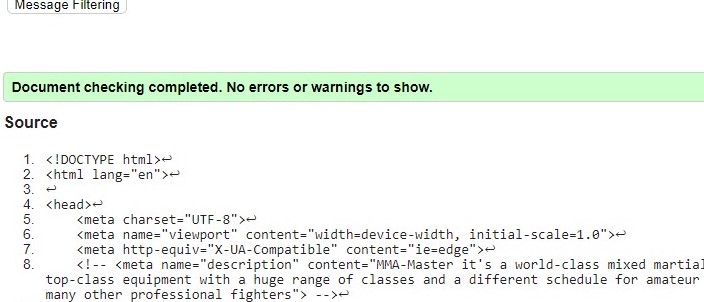 Message Filtering
Document checking completed. No errors or warnings to show.
Source
1. <!DOCTYPE html>↩
2. <html lang="en">↩
3. ↩
4. <head>↩
5. <meta charset="UTF-8">↩
6. <meta name="viewport" content="width=device-width, initial-scale=1.0">↩
7. <meta http-equiv="X-UA-Compatible" content="ie=edge">↩
8. <!-- <meta name="description" content="MMA-Master it's a world-class mixed martial
top-class equipment with a huge range of classes and a different schedule for amateur
many other professional fighters"> -->↩